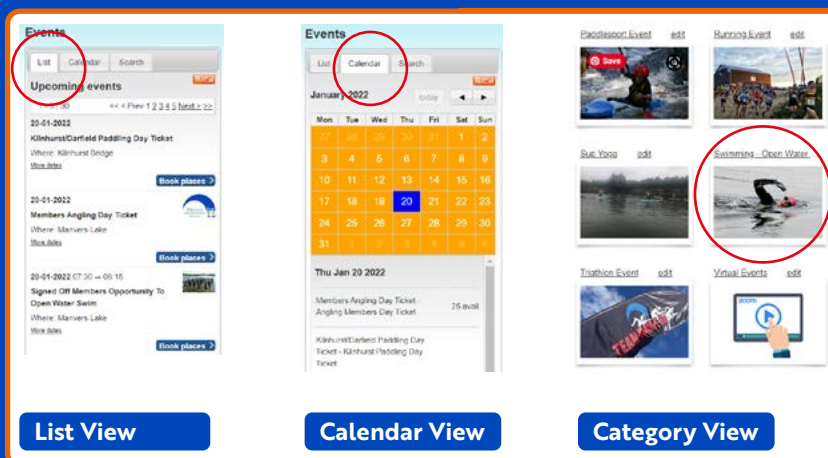 Events
List Calendar Search
Upcoming events
<< < Prev 1 2 3 4 5 Next > >>
20-01-2022
Kilnhurst/Darfield Paddling Day Ticket
Where: Kilnhurst Bridge
More dates
Book places >
20-01-2022
Members Angling Day Ticket
Where: Manvers Lake
More dates
Book places >
20-01-2022 07:30 → 08:15
Signed Off Members Opportunity To
Open Water Swim
Where: Manvers Lake
More dates
Book places >
List View
Events
List Calendar Search
January 2022 today
Mon Tue Wed Thu Fri Sat Sun
27 28 29 30 31 1 2
3 4 5 6 7 8 9
10 11 12 13 14 15 16
17 18 19 20 21 22 23
24 25 26 27 28 29 30
31 1 2 3 4 5 6
Thu Jan 20 2022
Members Angling Day Ticket -
Angling Members Day Ticket 25 avail
Kilnhurst/Darfield Paddling Day
Ticket - Kilnhurst Paddling Day
Ticket
Calendar View
Paddlesport Event edit Running Event edit
Save
Sup Yoga edit Swimming - Open Water
Triathlon Event edit Virtual Events edit
zoom
Category View